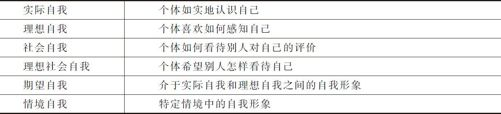 实际自我 个体如实地认识自己
理想自我 个体喜欢如何感知自己
社会自我 个体如何看待别人对自己的评价
理想社会自我 个体希望别人怎样看待自己
期望自我 介于实际自我和理想自我之间的自我形象
情境自我 特定情境中的自我形象